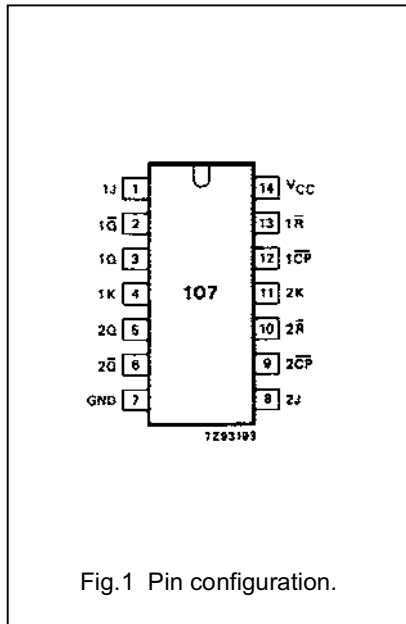 1J 1 14 VCC
1Q̅ 2 13 1R̅
1Q 3 12 1C̅P̅
1K 4 107 11 2K
2Q 5 10 2R̅
2Q̅ 6 9 2C̅P̅
GND 7 8 2J
7Z93193
Fig.1 Pin configuration.